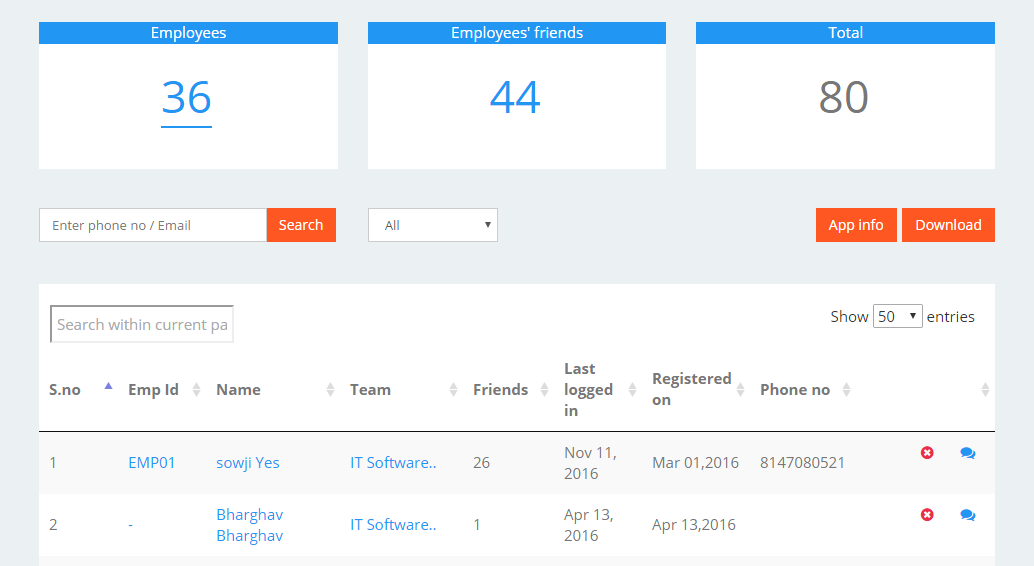 Employees
Employees' friends
Total
36
44
80
Enter phone no / Email
Search
All
App info
Download
Search within current pa
Show 50 entries
S.no
Emp Id
Name
Team
Friends
Last logged in
Registered on
Phone no
1 EMP01 sowji Yes IT Software.. 26 Nov 11, 2016 Mar 01,2016 8147080521
2 - Bharghav Bharghav IT Software.. 1 Apr 13, 2016 Apr 13,2016